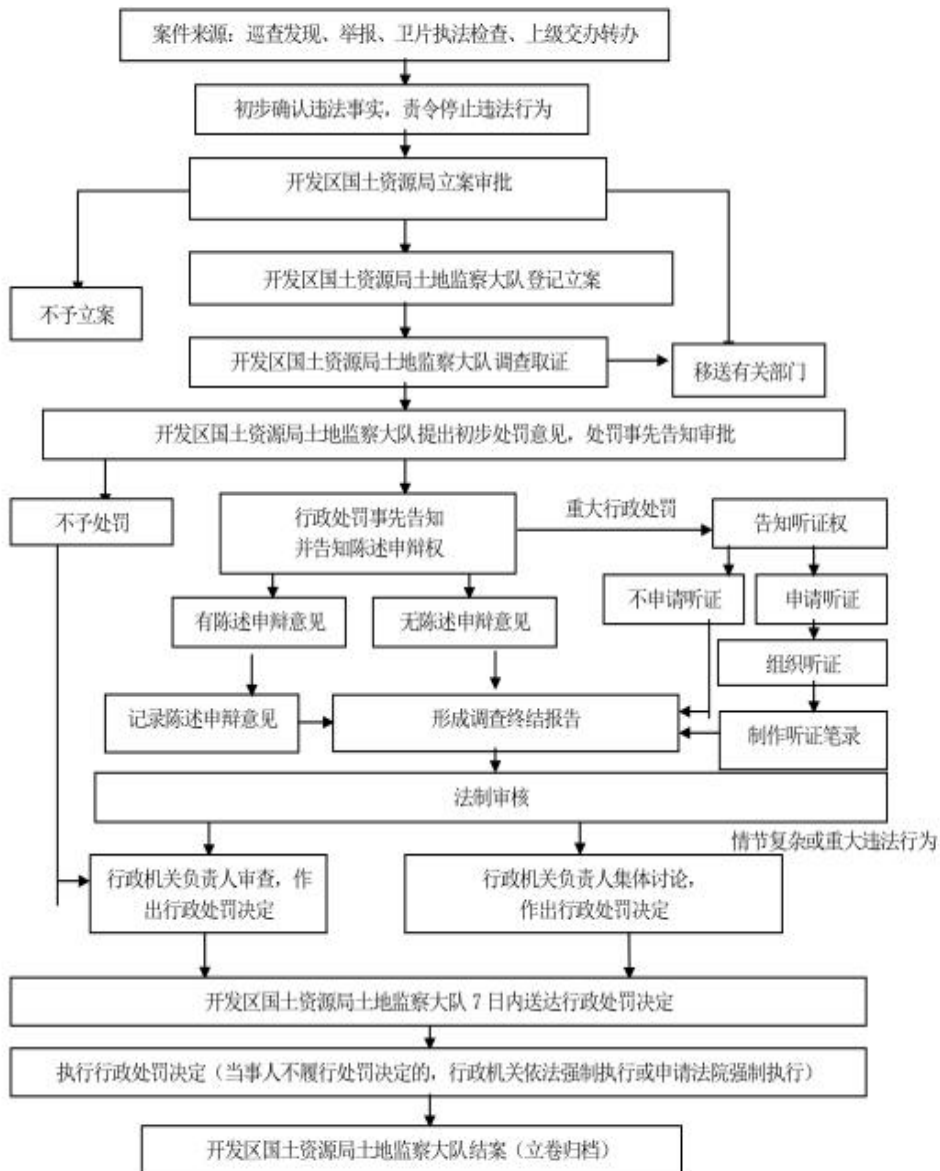 案件来源：巡查发现、举报、卫片执法检查、上级交办转办
初步确认违法事实，责令停止违法行为
开发区国土资源局立案审批
开发区国土资源局土地监察大队登记立案
不予立案
开发区国土资源局土地监察大队调查取证
移送有关部门
开发区国土资源局土地监察大队提出初步处罚意见，处罚事先告知审批
不予处罚
行政处罚事先告知
并告知陈述申辩权
重大行政处罚
告知听证权
不申请听证
申请听证
有陈述申辩意见
无陈述申辩意见
组织听证
记录陈述申辩意见
形成调查终结报告
制作听证笔录
法制审核
情节复杂或重大违法行为
行政机关负责人审查，作
出行政处罚决定
行政机关负责人集体讨论，
作出行政处罚决定
开发区国土资源局土地监察大队 7 日内送达行政处罚决定
执行行政处罚决定（当事人不履行处罚决定的，行政机关依法强制执行或申请法院强制执行）
开发区国土资源局土地监察大队结案（立卷归档）